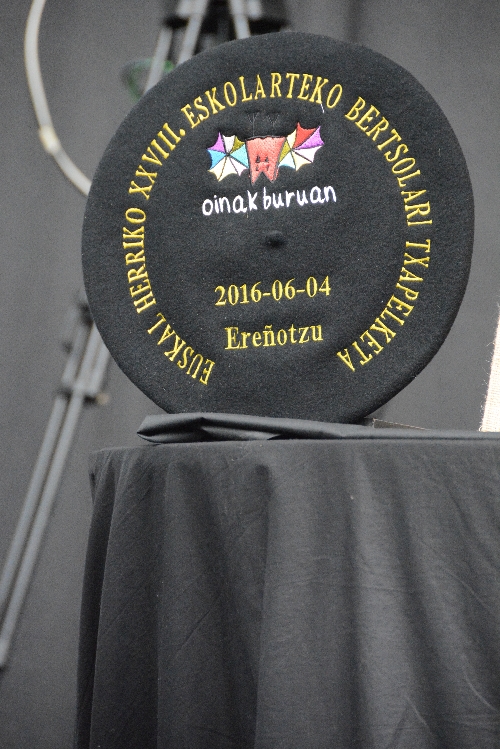 EUSKAL HERRIKO XXVIII. ESKOLARTEKO BERTSOLARI TXAPELKETA
oinak buruan
2016-06-04
Ereñotzu